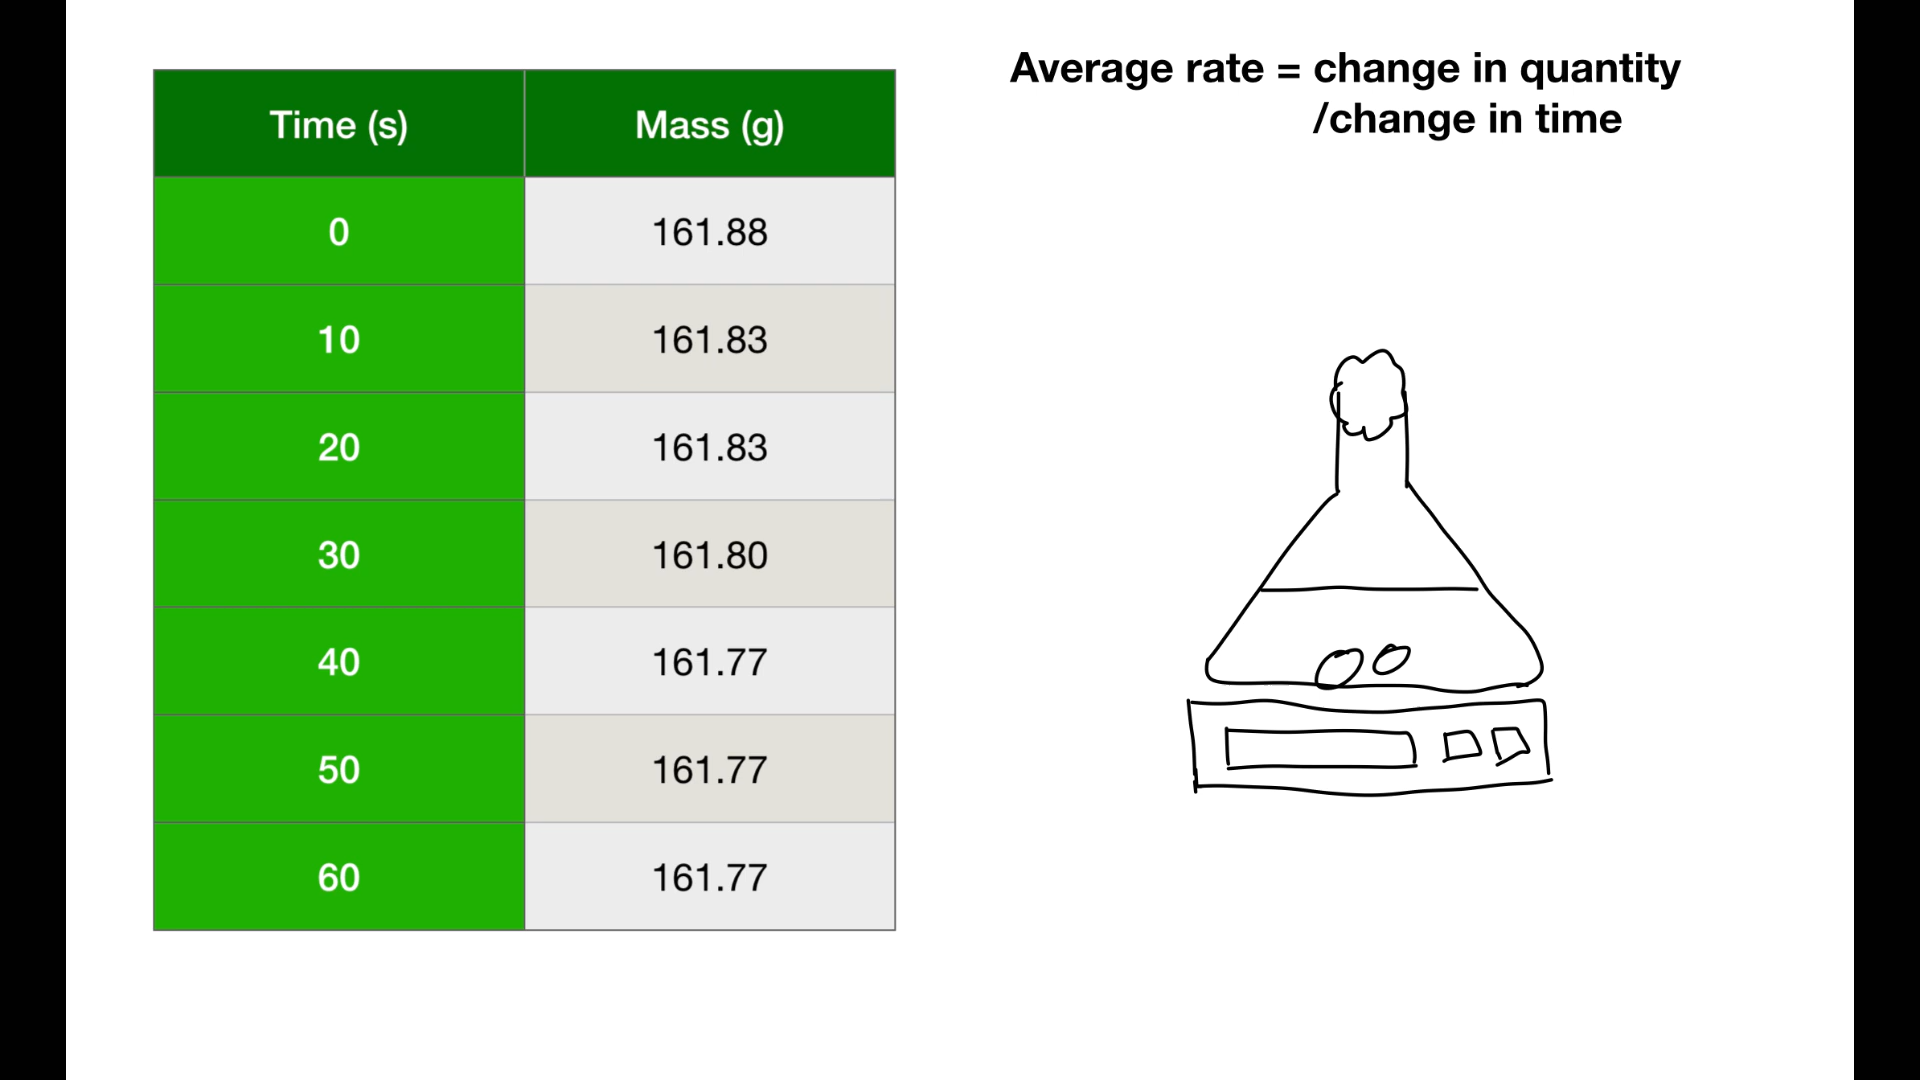 Average rate = change in quantity
/change in time
Time (s) Mass (g)
0 161.88
10 161.83
20 161.83
30 161.80
40 161.77
50 161.77
60 161.77